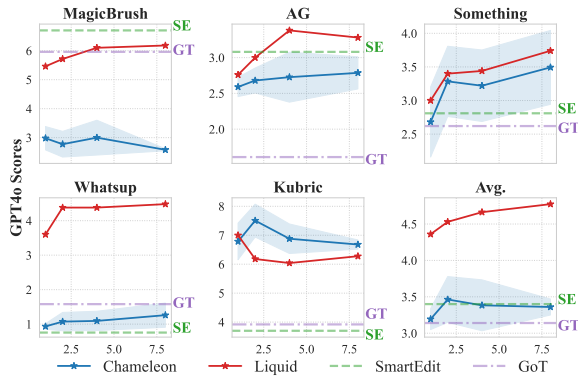 MagicBrush AG Something
6 5 4 3 SE GT
3.0 2.5 2.0 SE GT
4.0 3.5 3.0 2.5 SE GT
GPT4o Scores
Whatsup Kubric Avg.
4 3 2 1 GT SE
8 7 6 5 4 GT SE
4.5 4.0 3.5 3.0 SE GT
2.5 5.0 7.5 2.5 5.0 7.5 2.5 5.0 7.5
Chameleon Liquid SmartEdit GoT